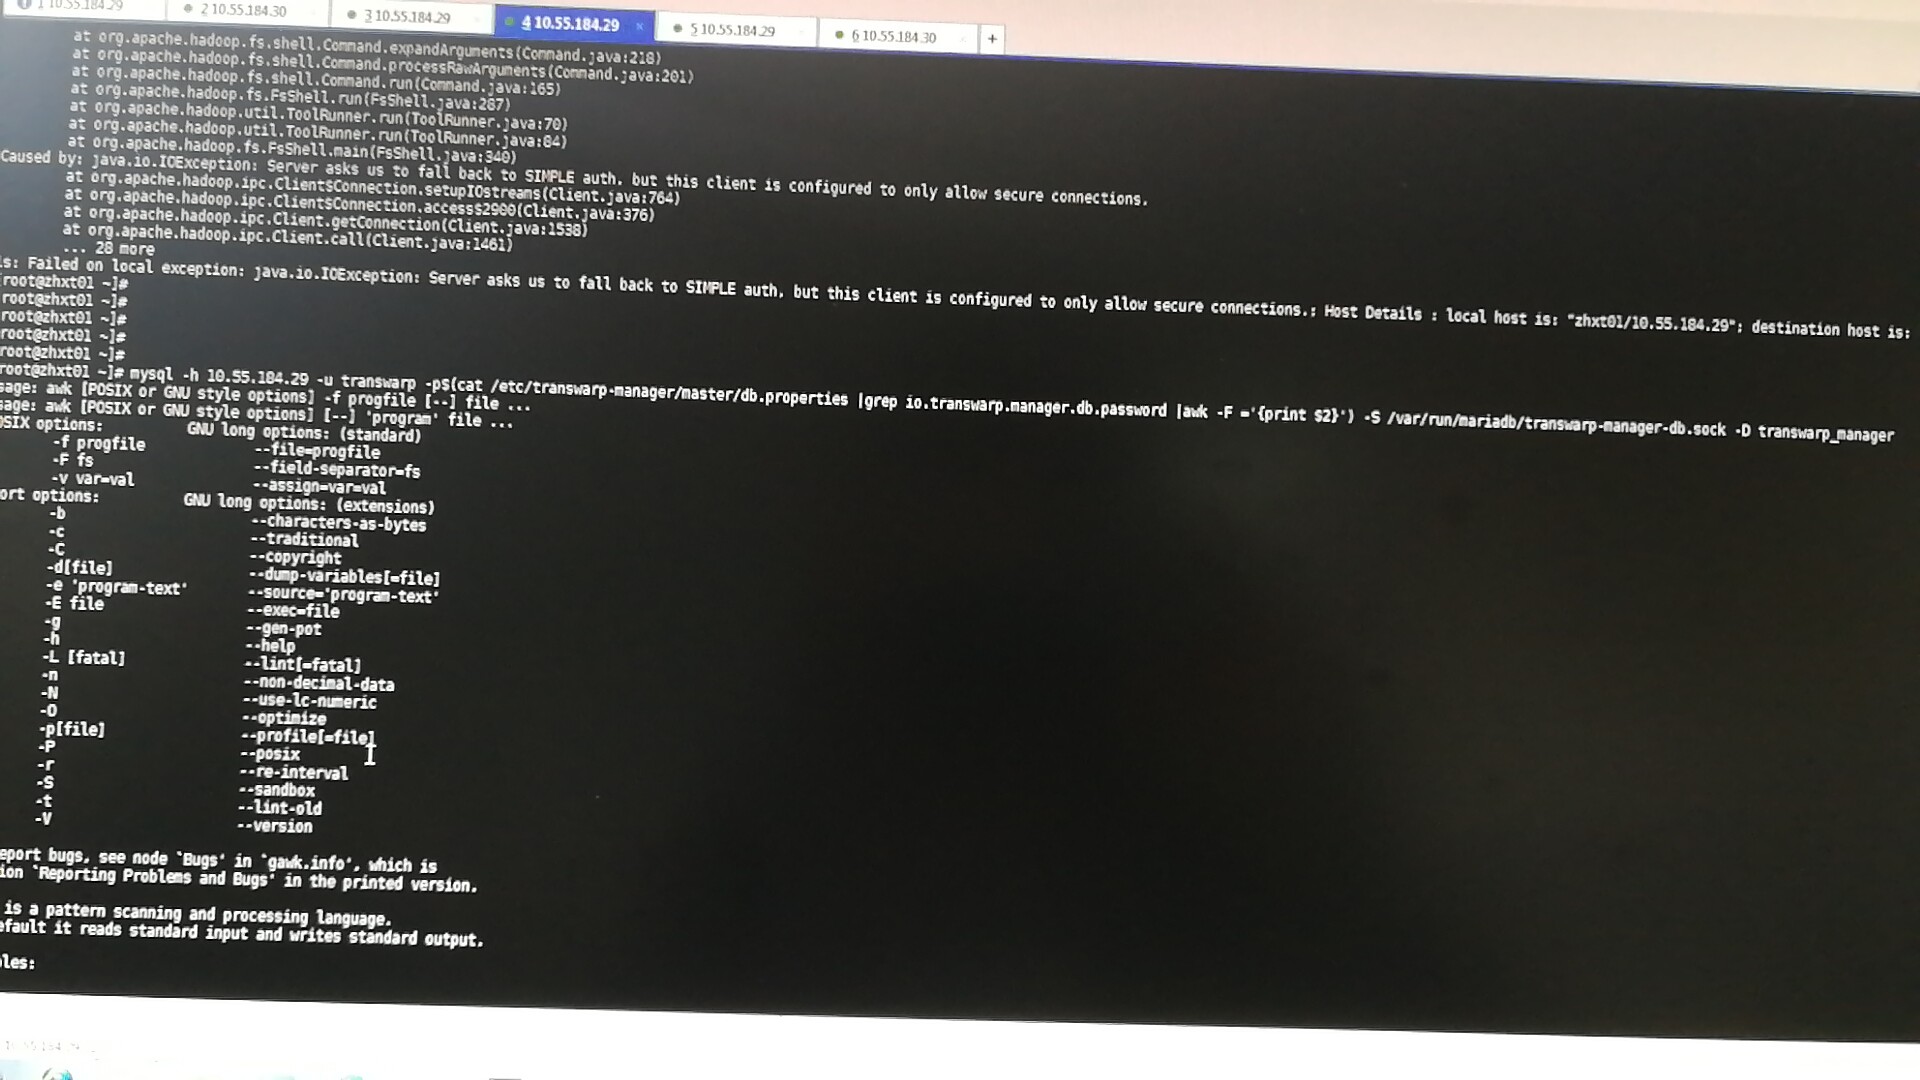 1 10.55.184.29
2 10.55.184.30
3 10.55.184.29
4 10.55.184.29 ×
5 10.55.184.29
6 10.55.184.30
+
at org.apache.hadoop.fs.shell.Command.expandArguments(Command.java:218)
at org.apache.hadoop.fs.shell.Command.processRawArguments(Command.java:201)
at org.apache.hadoop.fs.shell.Command.run(Command.java:165)
at org.apache.hadoop.fs.FsShell.run(FsShell.java:287)
at org.apache.hadoop.util.ToolRunner.run(ToolRunner.java:70)
at org.apache.hadoop.util.ToolRunner.run(ToolRunner.java:84)
at org.apache.hadoop.fs.FsShell.main(FsShell.java:340)
Caused by: java.io.IOException: Server asks us to fall back to SIMPLE auth, but this client is configured to only allow secure connections.
at org.apache.hadoop.ipc.Client$Connection.setupIOstreams(Client.java:764)
at org.apache.hadoop.ipc.Client$Connection.access$2900(Client.java:376)
at org.apache.hadoop.ipc.Client.getConnection(Client.java:1538)
at org.apache.hadoop.ipc.Client.call(Client.java:1461)
... 28 more
ls: Failed on local exception: java.io.IOException: Server asks us to fall back to SIMPLE auth, but this client is configured to only allow secure connections.; Host Details : local host is: "zhxt01/10.55.184.29"; destination host is:
[root@zhxt01 ~]#
root@zhxt01 ~]#
root@zhxt01 ~]#
root@zhxt01 ~]#
root@zhxt01 ~]#
root@zhxt01 ~]# mysql -h 10.55.184.29 -u transwarp -p$(cat /etc/transwarp-manager/master/db.properties |grep io.transwarp.manager.db.password |awk -F ='{print $2}') -S /var/run/mariadb/transwarp-manager-db.sock -D transwarp_manager
sage: awk [POSIX or GNU style options] -f progfile [--] file ...
sage: awk [POSIX or GNU style options] [--] 'program' file ...
OSIX options: GNU long options: (standard)
-f progfile --file=progfile
-F fs --field-separator=fs
-v var=val --assign=var=val
ort options: GNU long options: (extensions)
-b --characters-as-bytes
-c --traditional
-C --copyright
-d[file] --dump-variables[=file]
-e 'program-text' --source='program-text'
-E file --exec=file
-g --gen-pot
-h --help
-L [fatal] --lint[=fatal]
-n --non-decimal-data
-N --use-lc-numeric
-O --optimize
-p[file] --profile[=file]
-P --posix
-r --re-interval
-S --sandbox
-t --lint-old
-V --version
eport bugs, see node `Bugs' in `gawk.info', which is
ion `Reporting Problems and Bugs' in the printed version.
is a pattern scanning and processing language.
efault it reads standard input and writes standard output.
les: